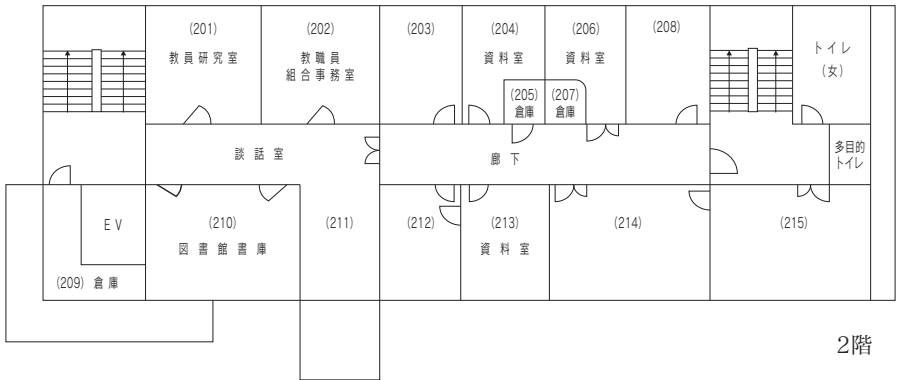 (201)
教員研究室
(202)
教職員
組合事務室
(203)
(204)
資料室
(205)
倉庫
(206)
資料室
(207)
倉庫
(208)
トイレ
(女)
談話室
廊下
多目的
トイレ
EV
(209) 倉庫
(210)
図書館書庫
(211)
(212)
(213)
資料室
(214)
(215)
2階